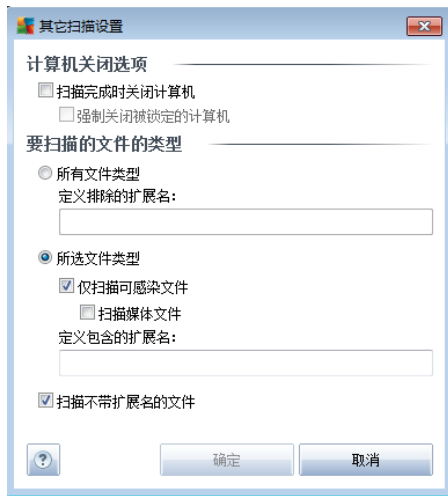 其它扫描设置
计算机关闭选项
扫描完成时关闭计算机
强制关闭被锁定的计算机
要扫描的文件的类型
所有文件类型
定义排除的扩展名：
所选文件类型
仅扫描可感染文件
扫描媒体文件
定义包含的扩展名：
扫描不带扩展名的文件
?
确定
取消